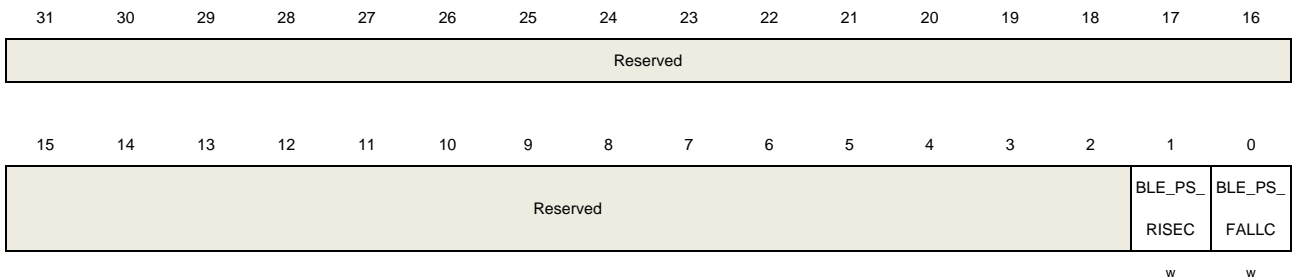 31 30 29 28 27 26 25 24 23 22 21 20 19 18 17 16
Reserved
15 14 13 12 11 10 9 8 7 6 5 4 3 2 1 0
Reserved
BLE_PS_ BLE_PS_
RISEC FALLC
w w